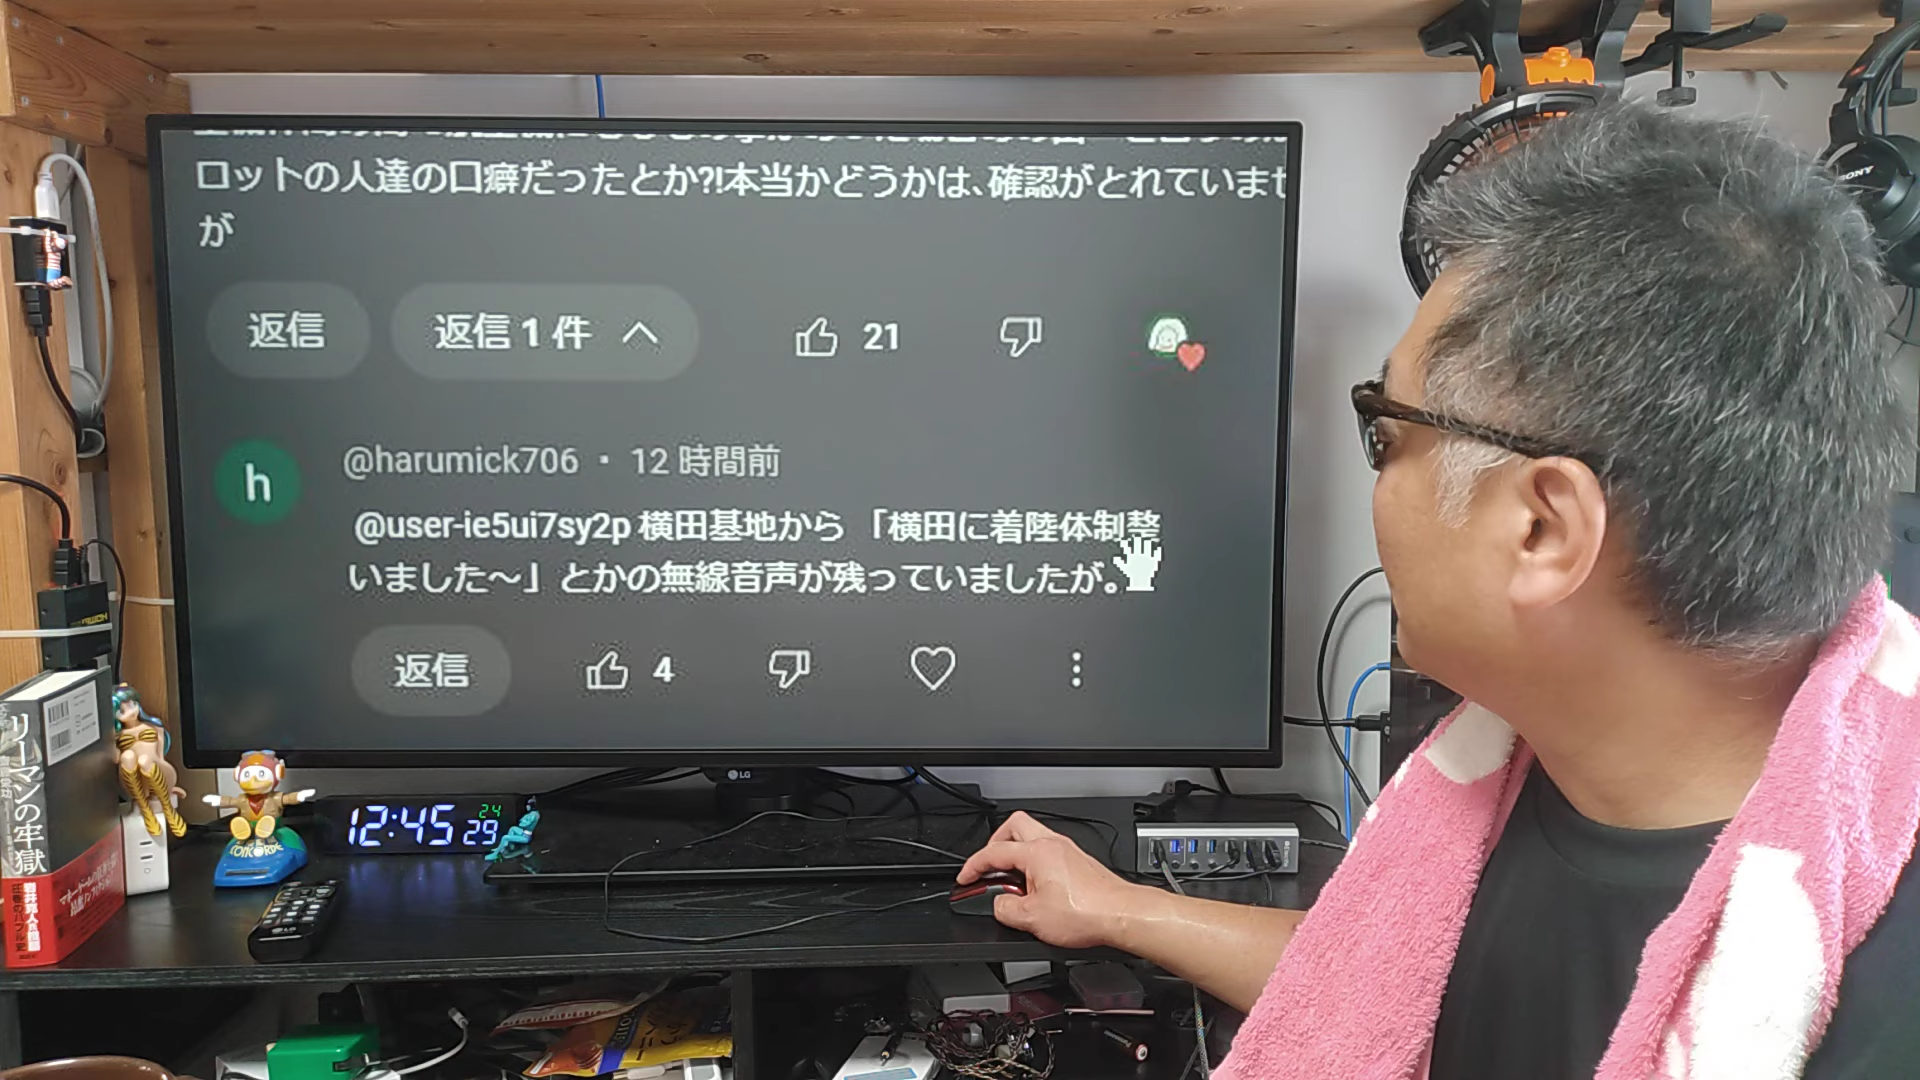 ロットの人達の口癖だったとか?!本当かどうかは、確認がとれていませ
が
返信
返信 1 件
21
h
@harumick706 ・ 12 時間前
@user-ie5ui7sy2p 横田基地から 「横田に着陸体制整
いました～」とかの無線音声が残っていましたが。
返信
4
LG
SONY
リーマンの牢獄
CONCORDE
12:45 29
24
LG